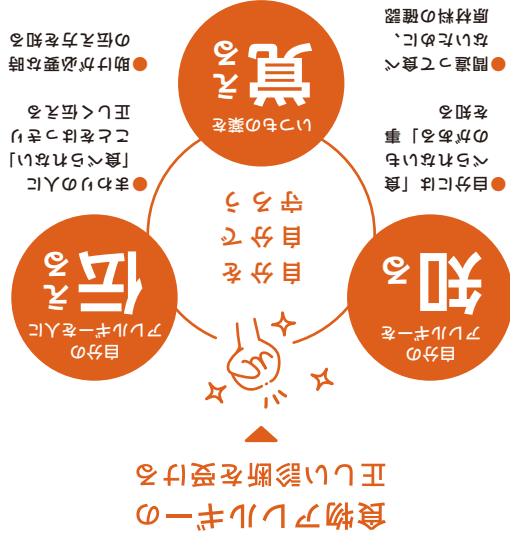 食物アレルギーの
正しい診断を受ける
自分の
アレルギーを
知る
自分の
アレルギーを人に
伝える
自分を
自分で
守ろう
いつもの薬を
覚える
●自分には「食
べられないも
のがある」事
を知る
●間違って食べ
ないために、
原材料の確認
●まわりの人に
「食べられない」
ことをはっきり
正しく伝える
●助けが必要な時
の伝え方を知る